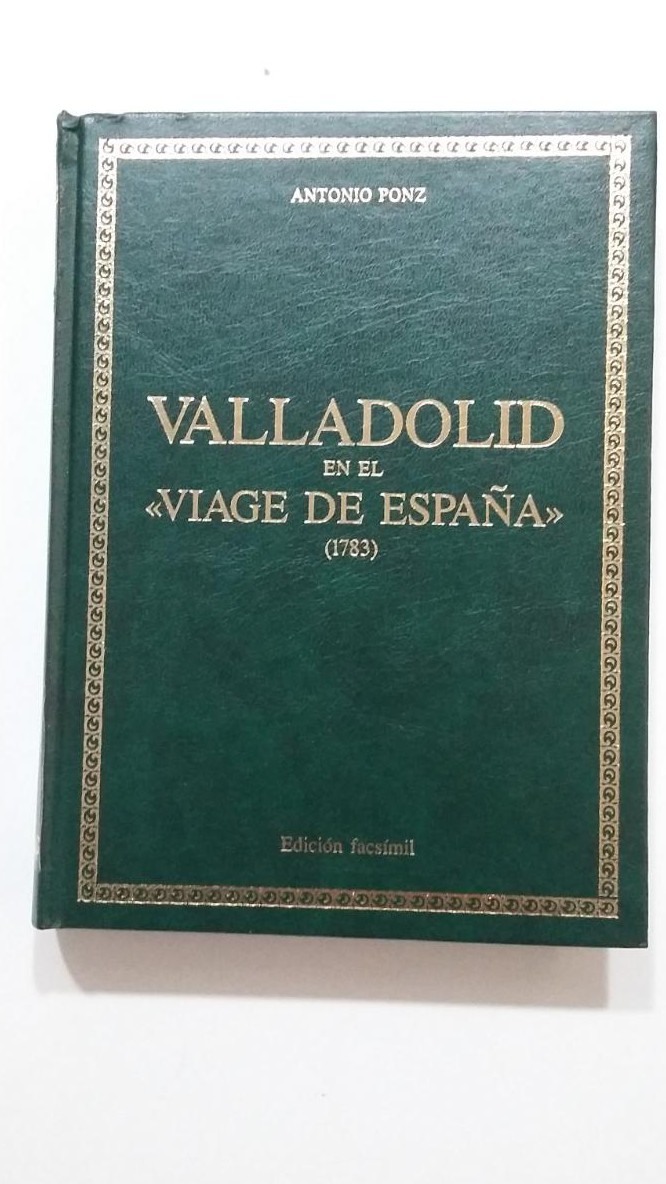 ANTONIO PONZ
VALLADOLID
EN EL
«VIAGE DE ESPAÑA»
(1783)
Edición facsímil